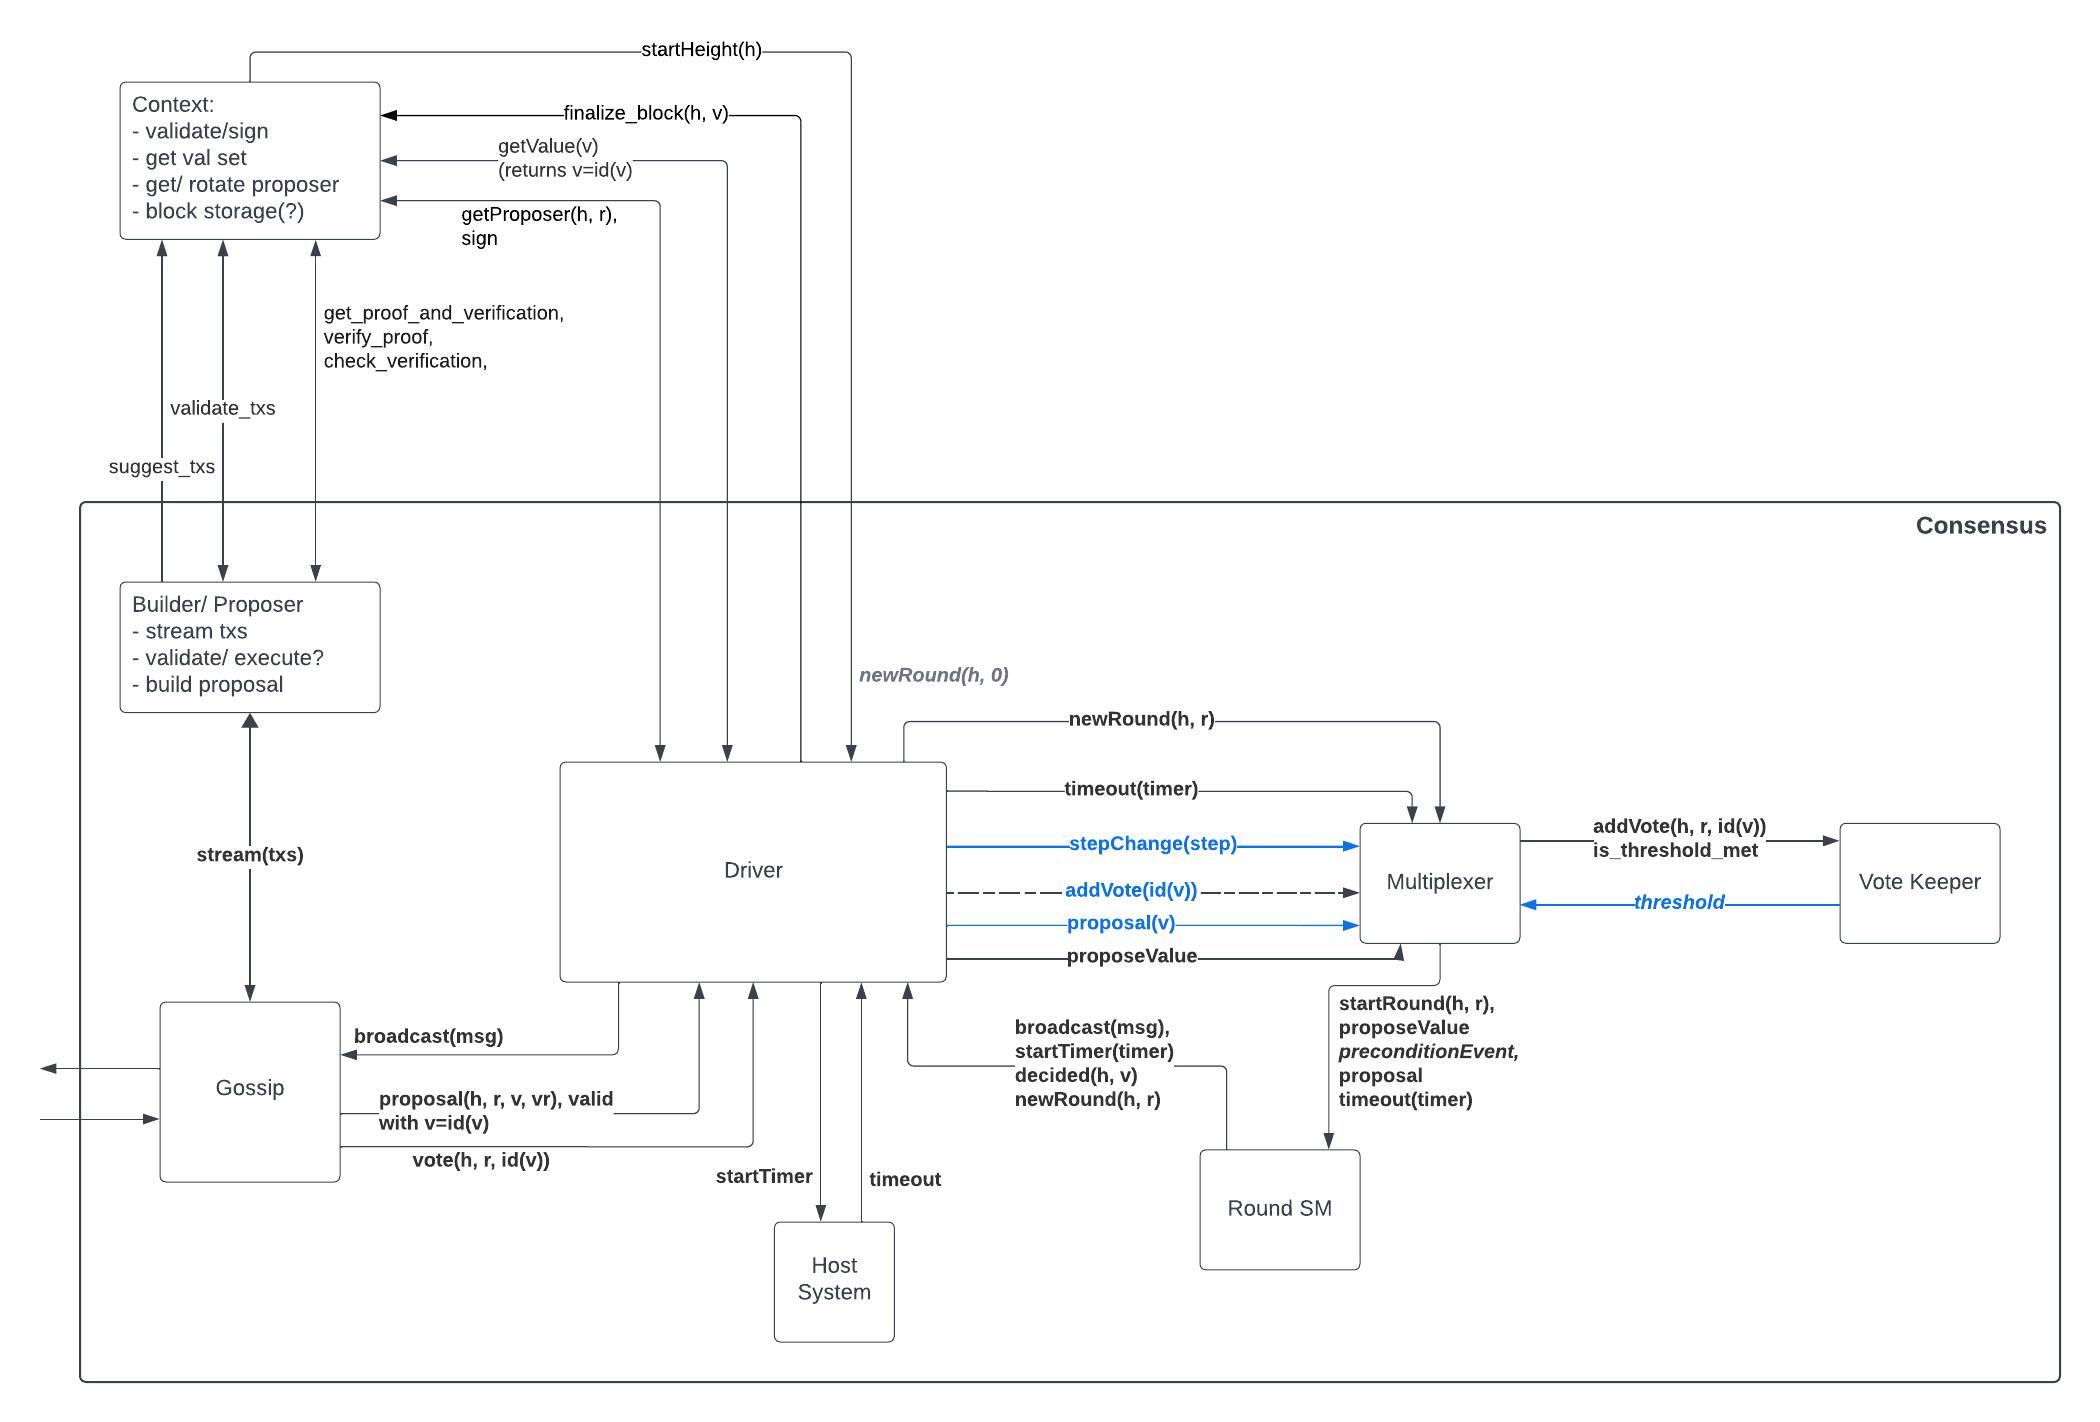 startHeight(h)
Context:
- validate/sign
- get val set
- get/ rotate proposer
- block storage(?)
finalize_block(h, v)
getValue(v)
(returns v=id(v)
getProposer(h, r),
sign
get_proof_and_verification,
verify_proof,
check_verification,
validate_txs
suggest_txs
Consensus
Builder/ Proposer
- stream txs
- validate/ execute?
- build proposal
newRound(h, 0)
newRound(h, r)
timeout(timer)
stepChange(step)
addVote(id(v))
proposal(v)
proposeValue
Driver
Multiplexer
addVote(h, r, id(v))
is_threshold_met
threshold
Vote Keeper
stream(txs)
Gossip
broadcast(msg)
proposal(h, r, v, vr), valid
with v=id(v)
vote(h, r, id(v))
startTimer
timeout
Host
System
broadcast(msg),
startTimer(timer)
decided(h, v)
newRound(h, r)
startRound(h, r),
proposeValue
preconditionEvent,
proposal
timeout(timer)
Round SM